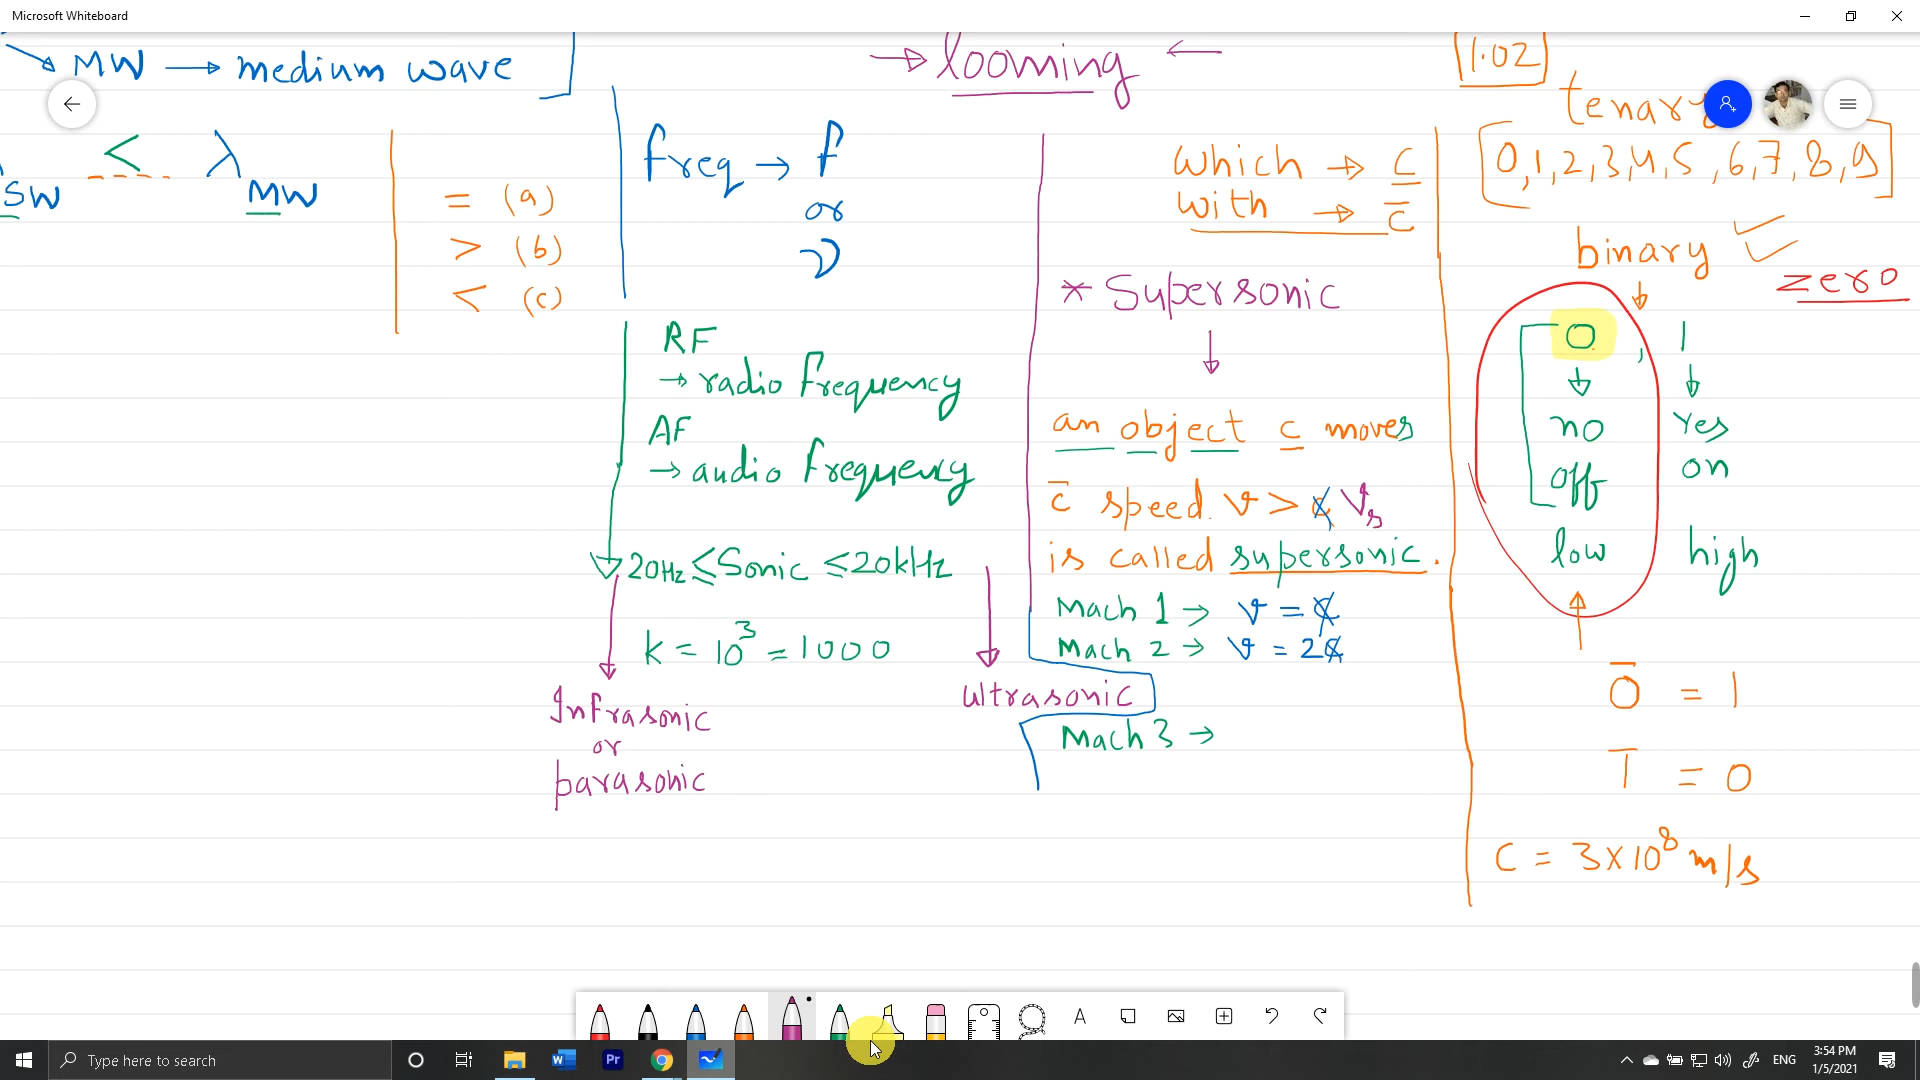 Microsoft Whiteboard
MW → medium wave
→ looming ←
1.02
tenary
SW < λ MW
= (a)
> (b)
< (c)
freq → f
or
ν
RF
→ radio frequency
AF
→ audio frequency
20Hz ≤ Sonic ≤ 20kHz
k = 10³ = 1000
Infrasonic
or
parasonic
ultrasonic
which → c
with → c̅
* Supersonic
↓
an object c moves
c̅ speed v > c Vs
is called supersonic.
Mach 1 → v = c
Mach 2 → v = 2c
Mach 3 →
0,1,2,3,4,5,6,7,8,9
binary
zero
0 , 1
no yes
off on
low high
0̅ = 1
1̅ = 0
C = 3×10⁸ m/s
A
Type here to search
ENG
3:54 PM
1/5/2021